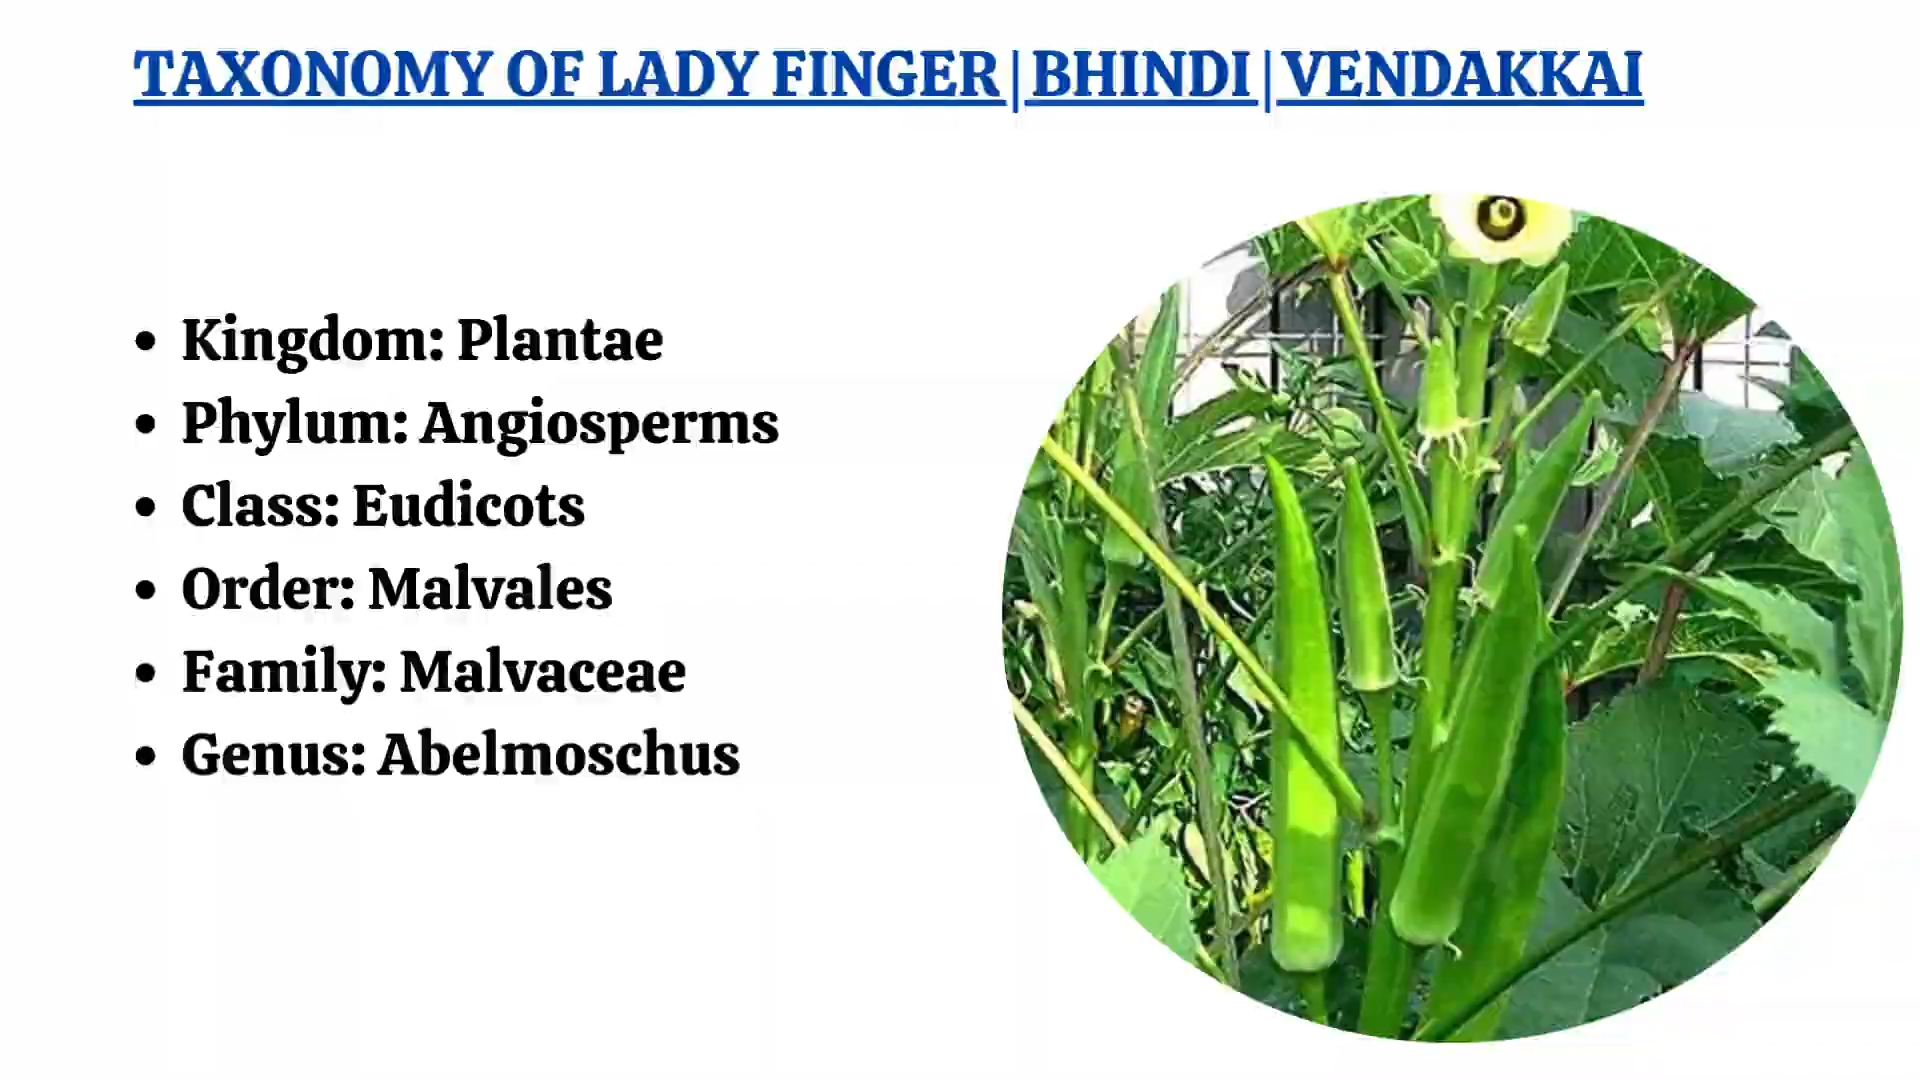 TAXONOMY OF LADY FINGER|BHINDI|VENDAKKAI
• Kingdom: Plantae
• Phylum: Angiosperms
• Class: Eudicots
• Order: Malvales
• Family: Malvaceae
• Genus: Abelmoschus